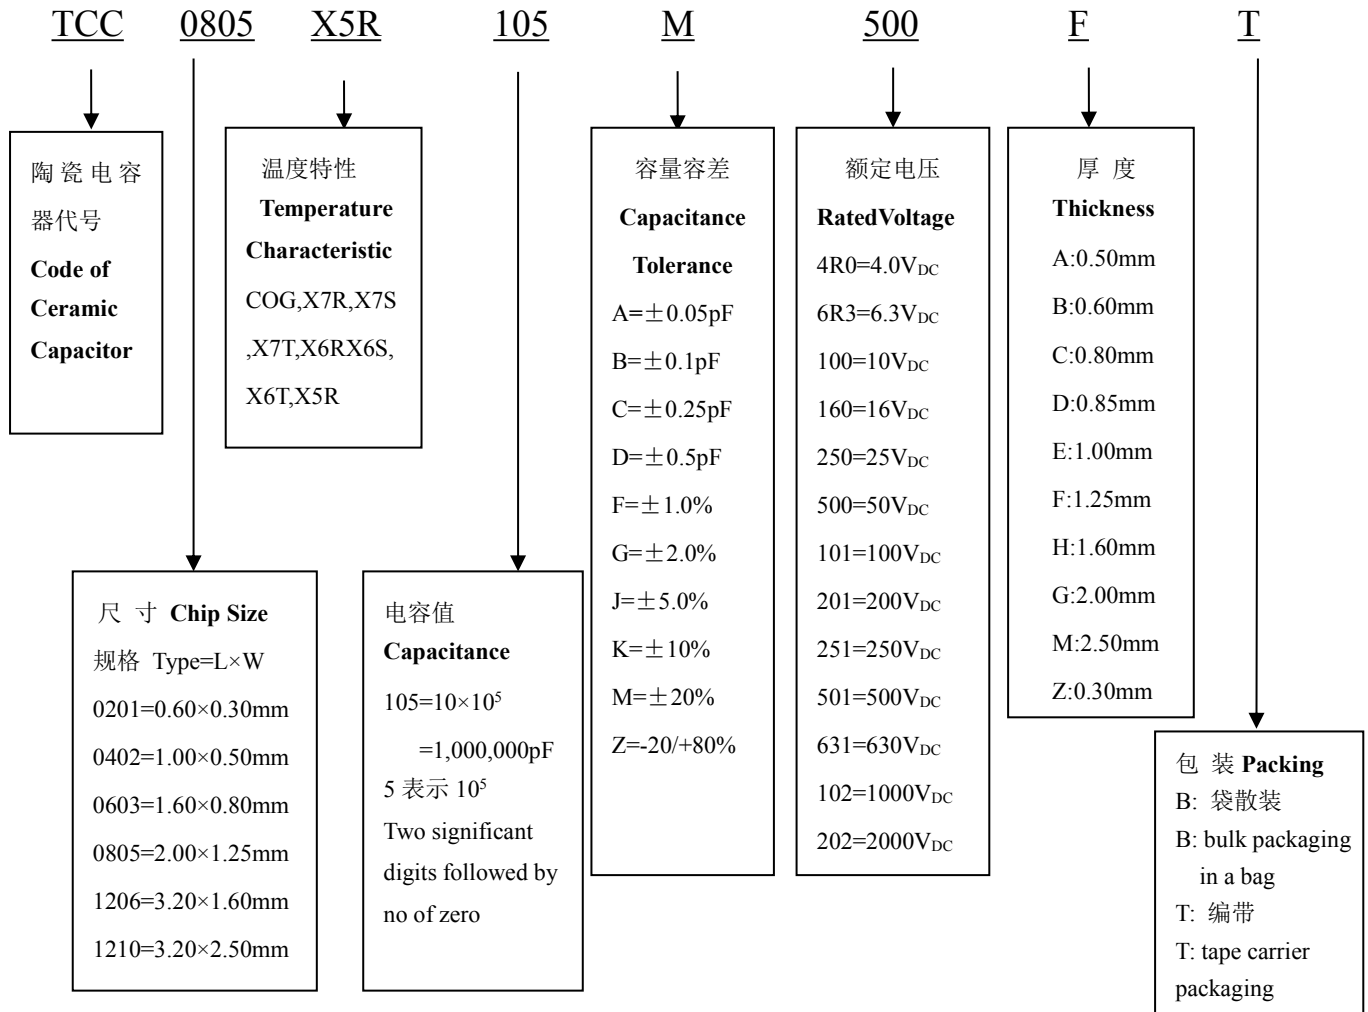 TCC 0805 X5R 105 M 500 F T
陶瓷电容
器代号
Code of
Ceramic
Capacitor
温度特性
Temperature
Characteristic
COG,X7R,X7S
,X7T,X6RX6S,
X6T,X5R
容量容差
Capacitance
Tolerance
A=±0.05pF
B=±0.1pF
C=±0.25pF
D=±0.5pF
F=±1.0%
G=±2.0%
J=±5.0%
K=±10%
M=±20%
Z=-20/+80%
额定电压
RatedVoltage
4R0=4.0VDC
6R3=6.3VDC
100=10VDC
160=16VDC
250=25VDC
500=50VDC
101=100VDC
201=200VDC
251=250VDC
501=500VDC
631=630VDC
102=1000VDC
202=2000VDC
厚 度
Thickness
A:0.50mm
B:0.60mm
C:0.80mm
D:0.85mm
E:1.00mm
F:1.25mm
H:1.60mm
G:2.00mm
M:2.50mm
Z:0.30mm
尺 寸 Chip Size
规格 Type=L×W
0201=0.60×0.30mm
0402=1.00×0.50mm
0603=1.60×0.80mm
0805=2.00×1.25mm
1206=3.20×1.60mm
1210=3.20×2.50mm
电容值
Capacitance
105=10×10⁵
=1,000,000pF
5 表示 10⁵
Two significant
digits followed by
no of zero
包 装 Packing
B: 袋散装
B: bulk packaging
in a bag
T: 编带
T: tape carrier
packaging